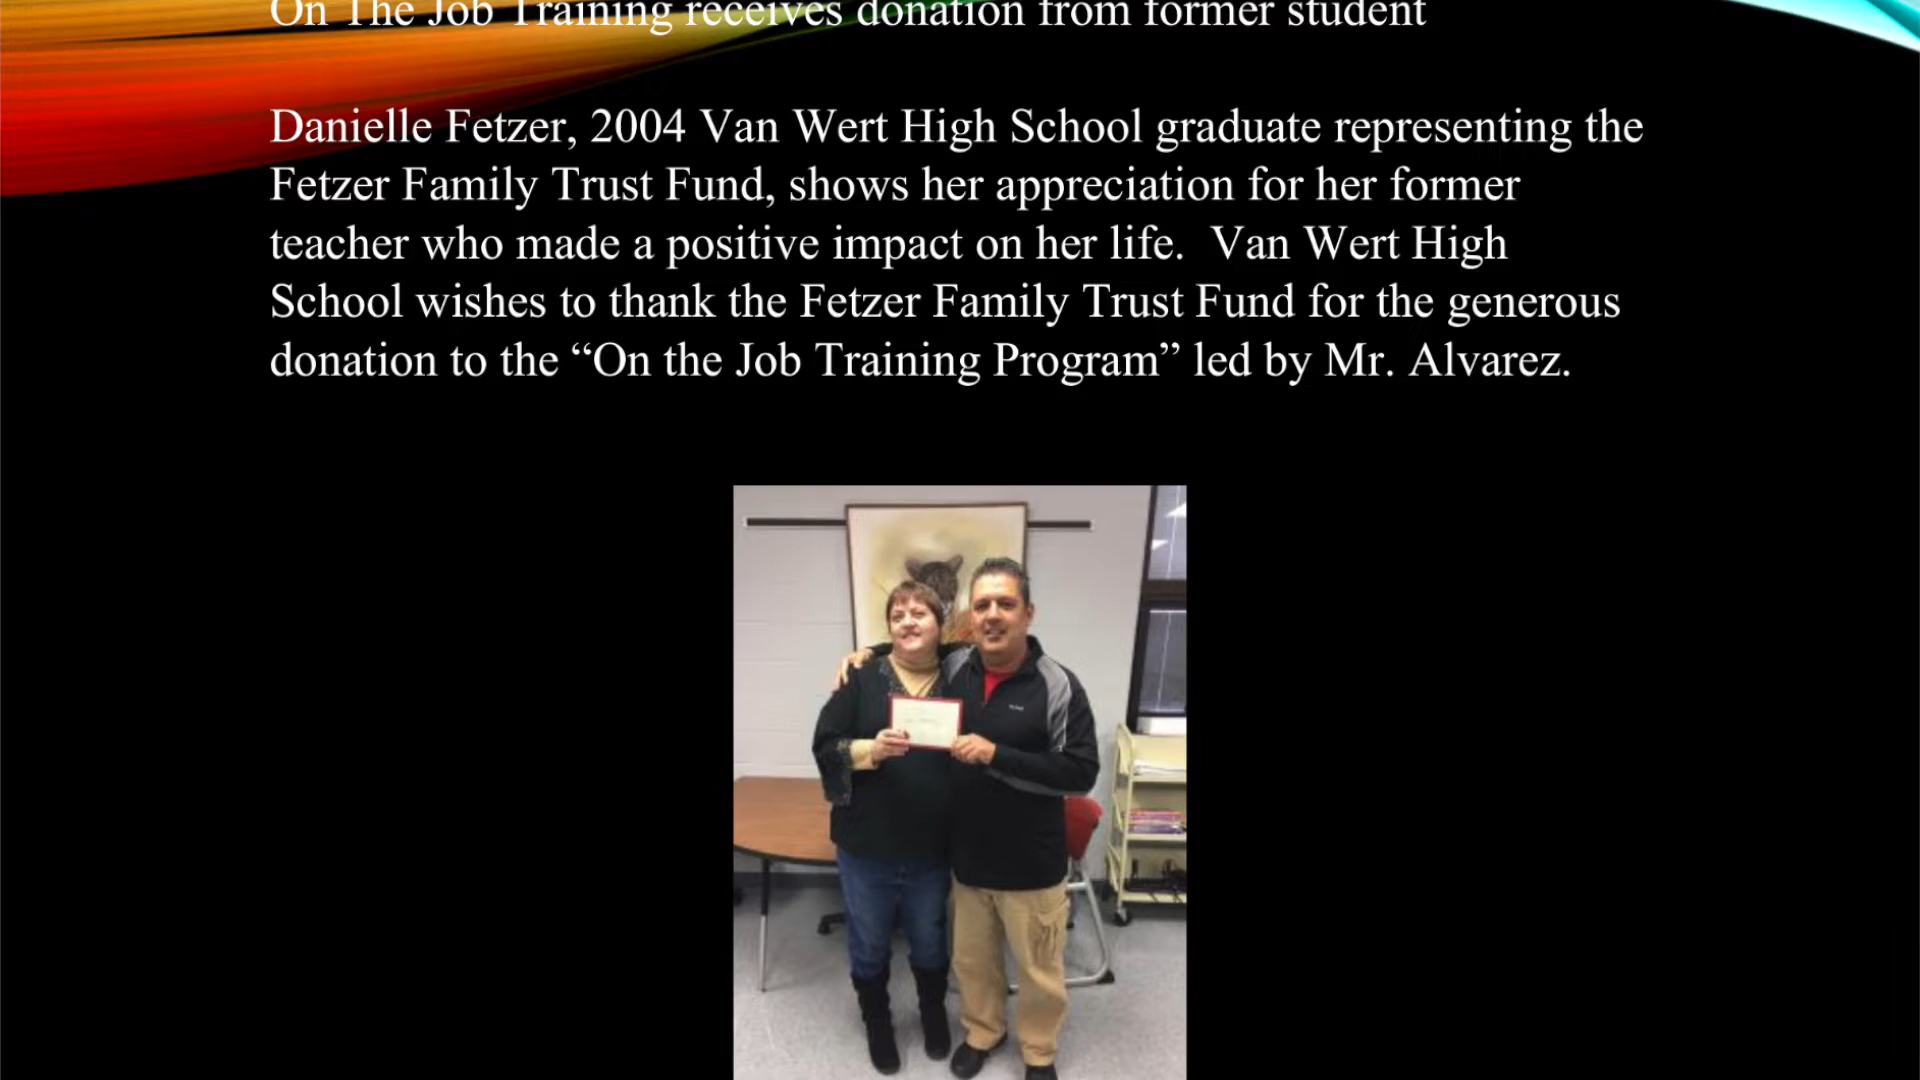 On The Job Training receives donation from former student
Danielle Fetzer, 2004 Van Wert High School graduate representing the
Fetzer Family Trust Fund, shows her appreciation for her former
teacher who made a positive impact on her life.  Van Wert High
School wishes to thank the Fetzer Family Trust Fund for the generous
donation to the “On the Job Training Program” led by Mr. Alvarez.